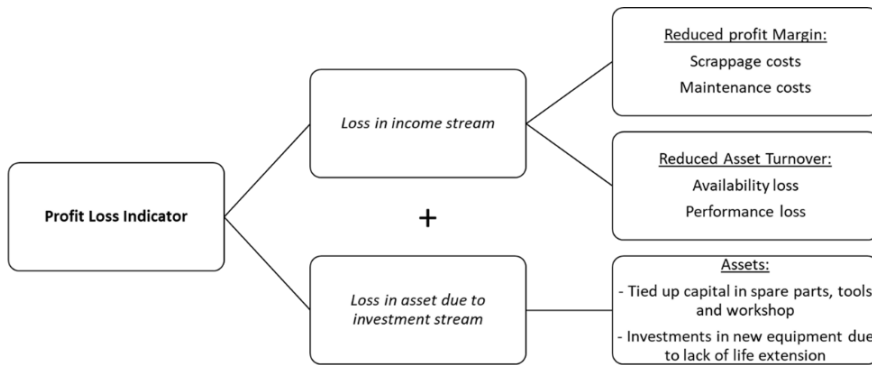 Profit Loss Indicator
Loss in income stream
+
Loss in asset due to
investment stream
Reduced profit Margin:
Scrappage costs
Maintenance costs
Reduced Asset Turnover:
Availability loss
Performance loss
Assets:
- Tied up capital in spare parts, tools
and workshop
- Investments in new equipment due
to lack of life extension